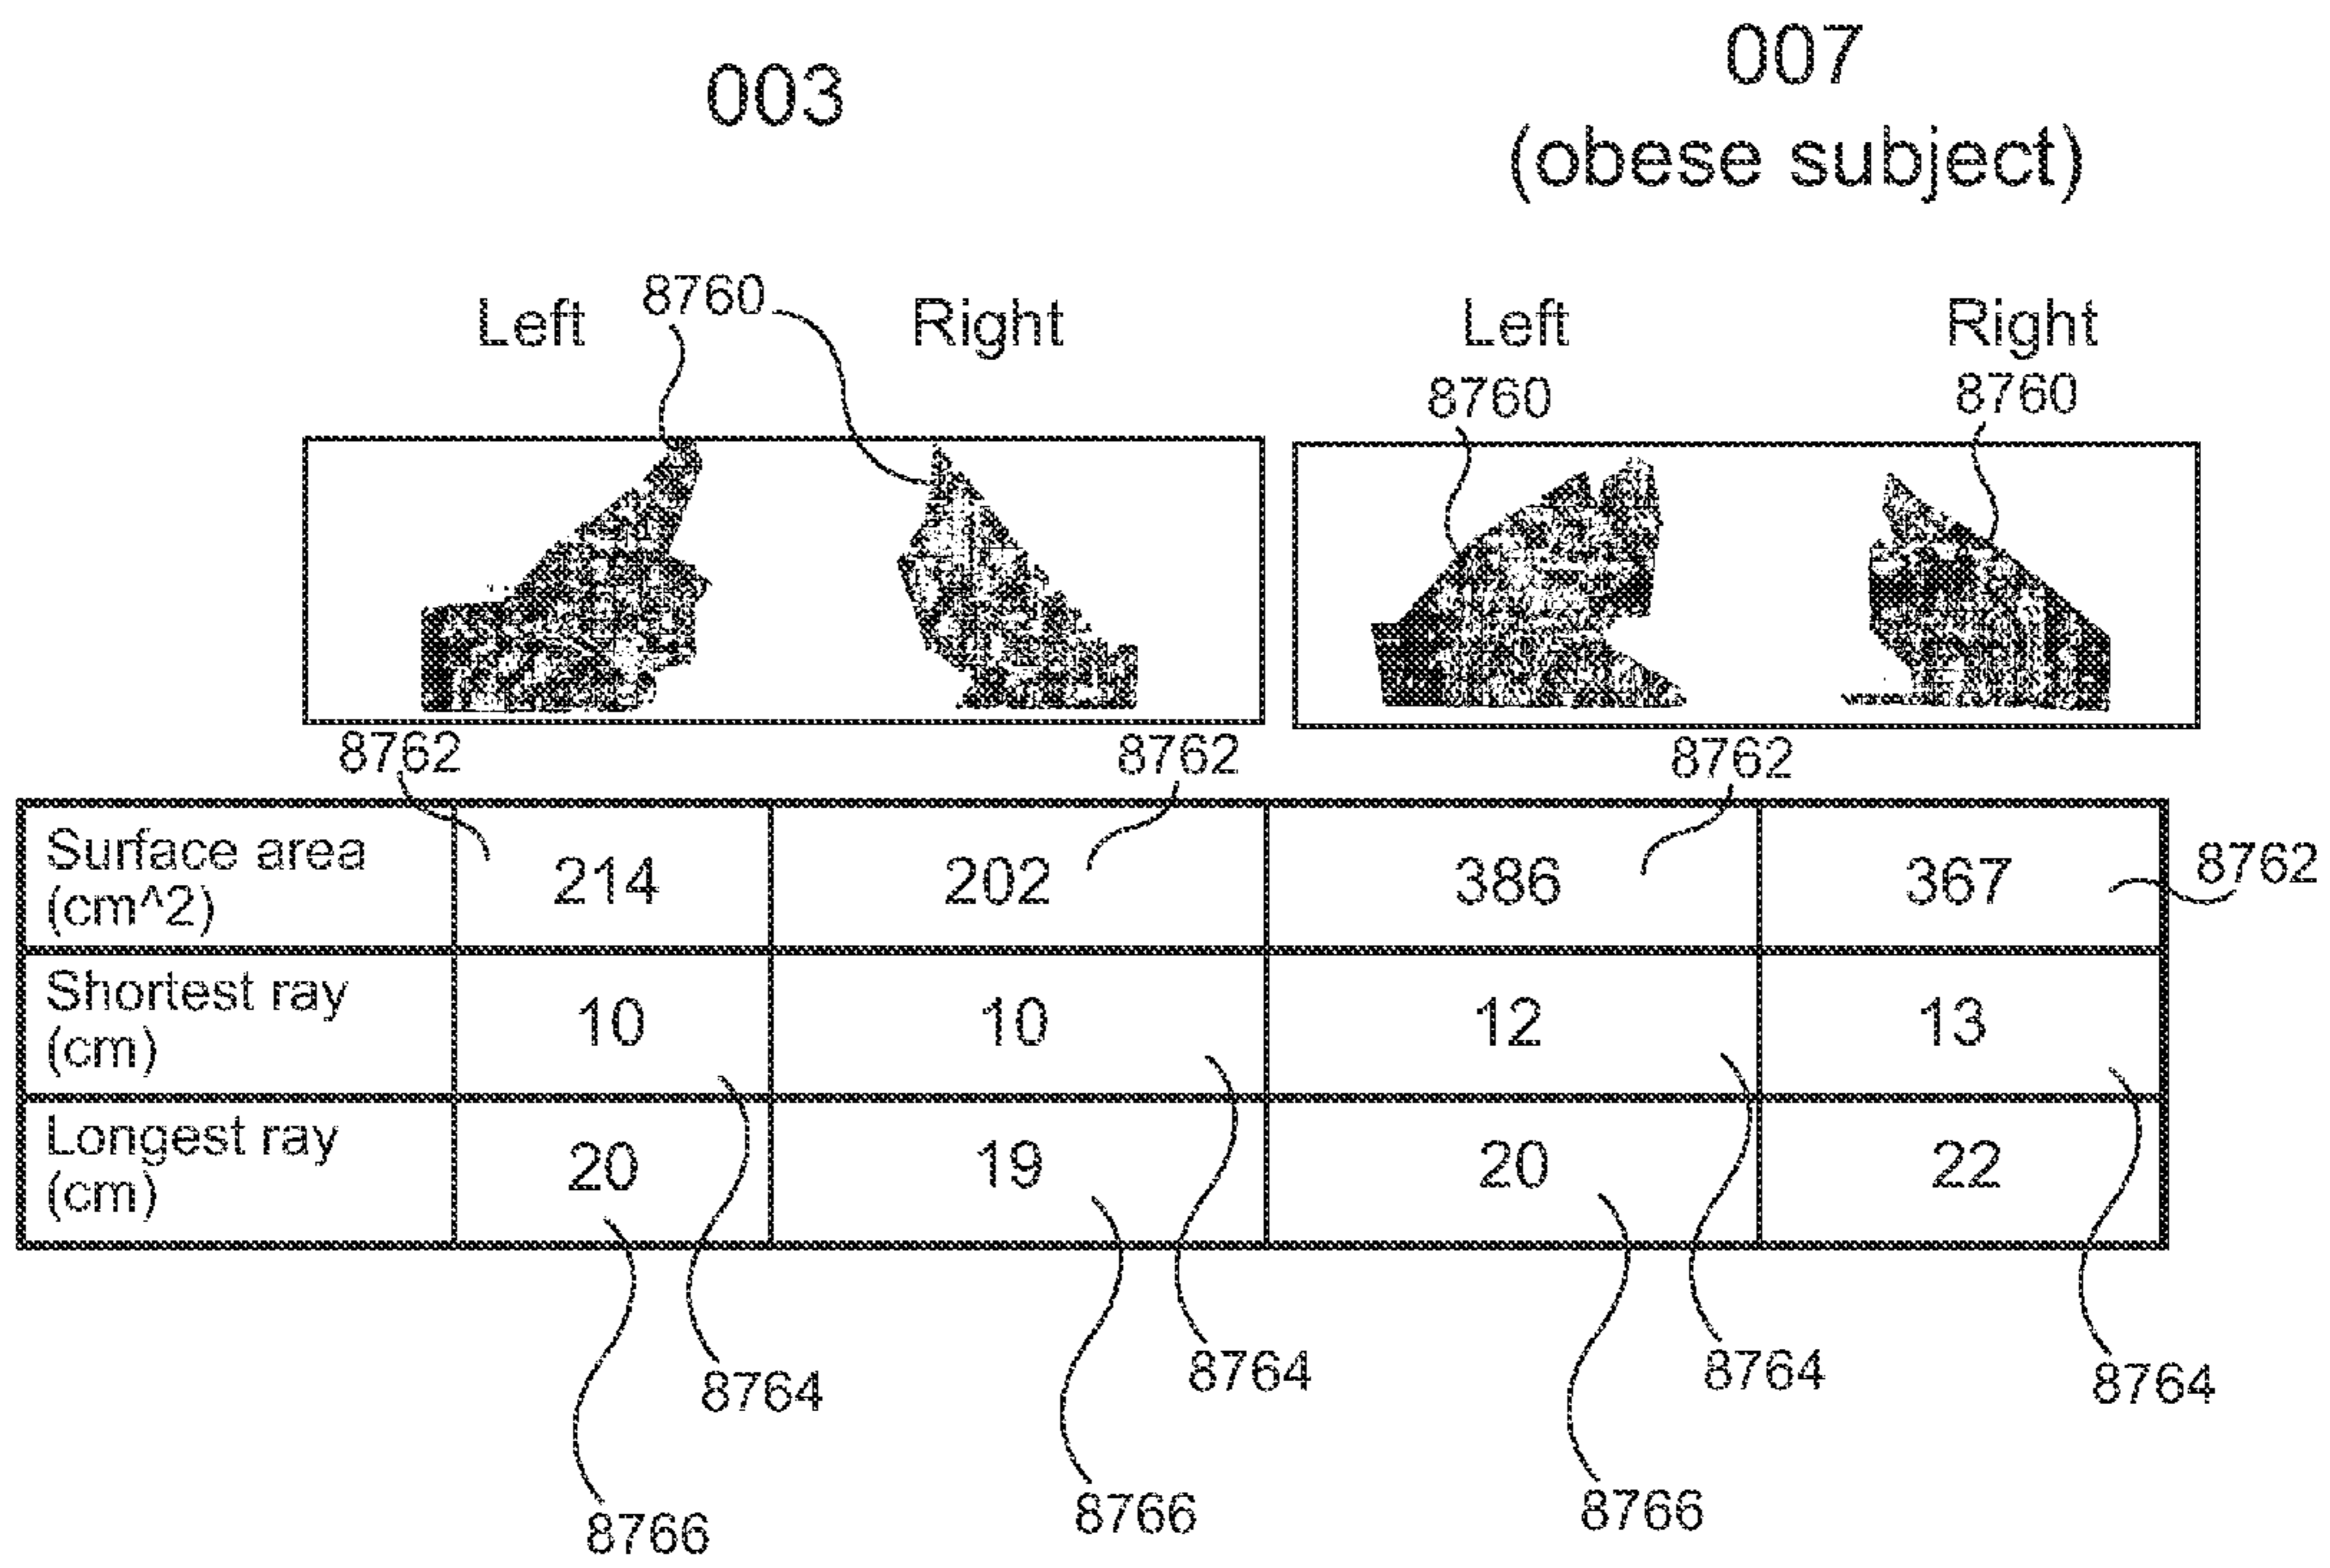 003
007
(obese subject)
Left
8760
Right
Left
Right
8760
8760
8762
8762
8762
Surface area
(cm^2)
214
202
386
367
8762
Shortest ray
(cm)
10
10
12
13
Longest ray
(cm)
20
19
20
22
8764
8764
8764
8764
8766
8766
8766